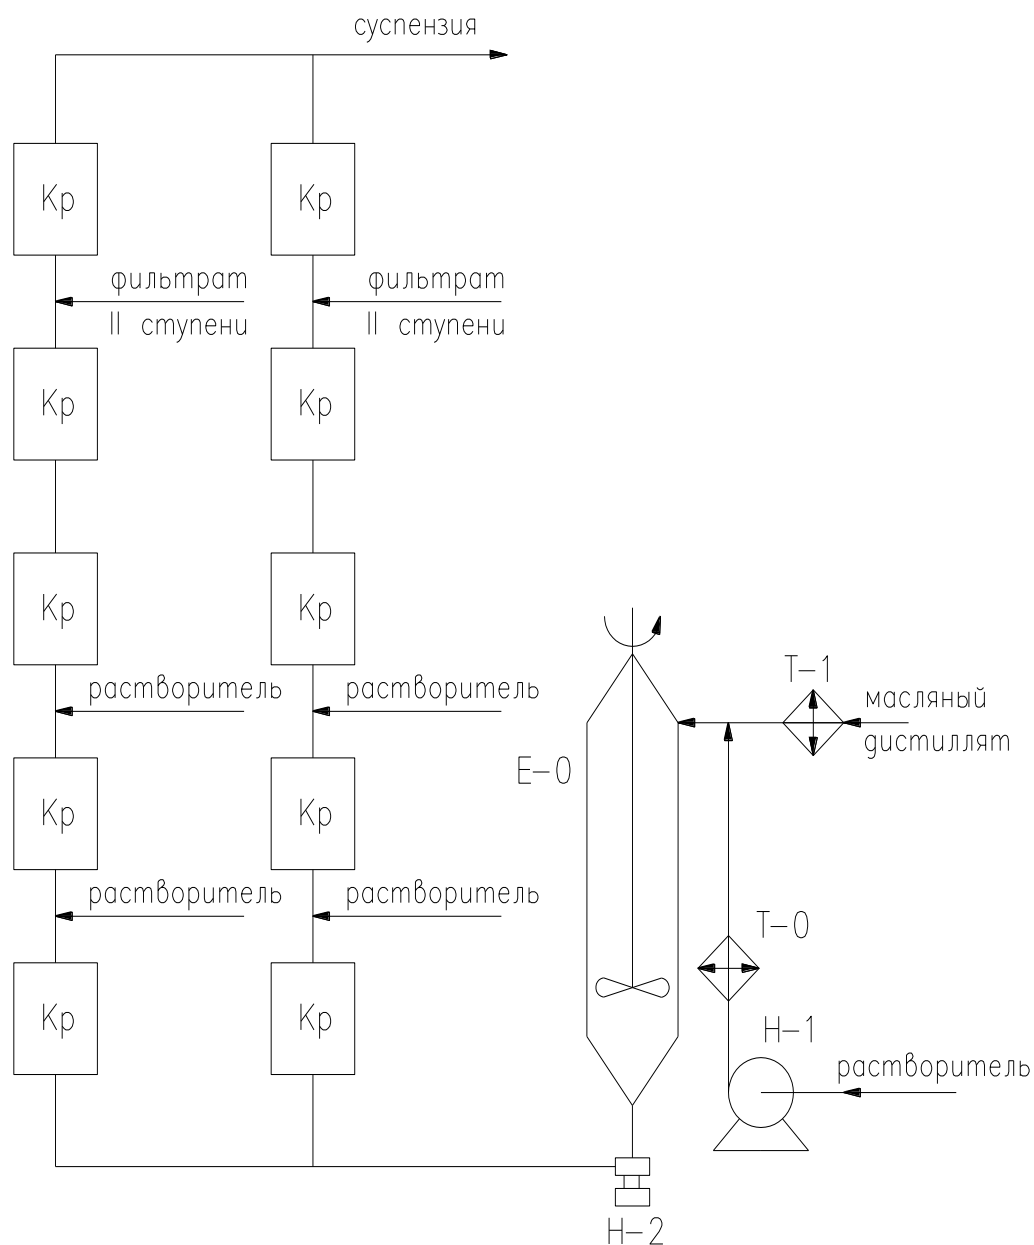 суспензия
Кр
Кр
фильтрат
II ступени
фильтрат
II ступени
Кр
Кр
Кр
Кр
растворитель
растворитель
Т-1
масляный
дистиллят
Е-0
Кр
Кр
растворитель
растворитель
Т-0
Кр
Кр
Н-1
растворитель
Н-2